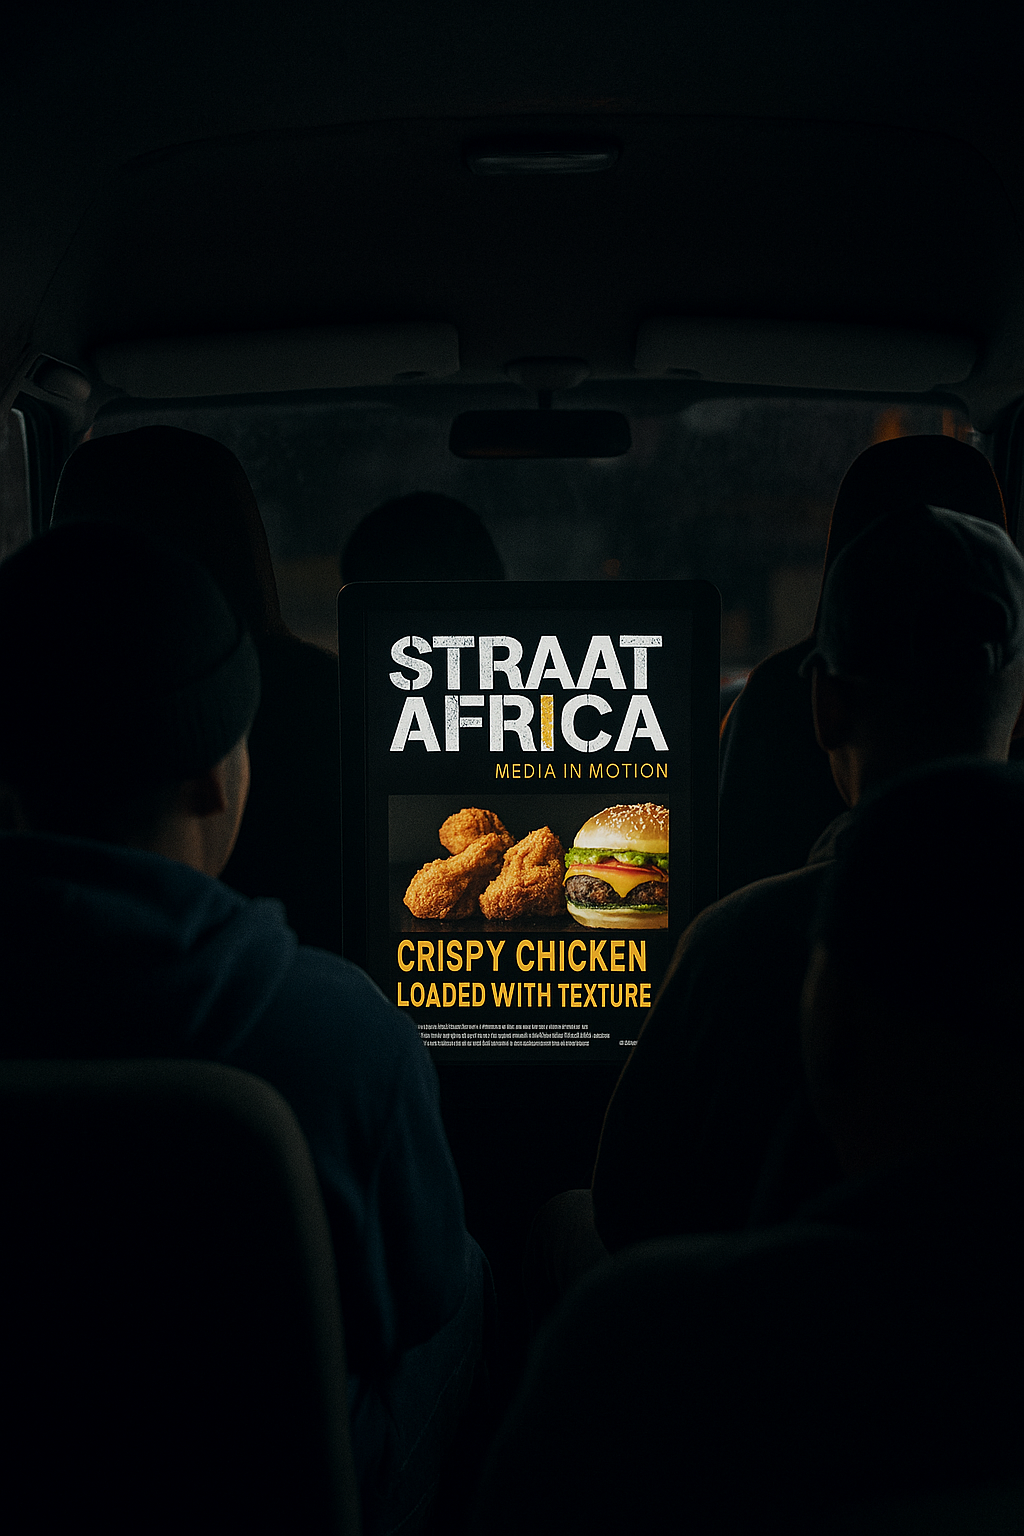 STRAAT
AFRICA
MEDIA IN MOTION
CRISPY CHICKEN
LOADED WITH TEXTURE